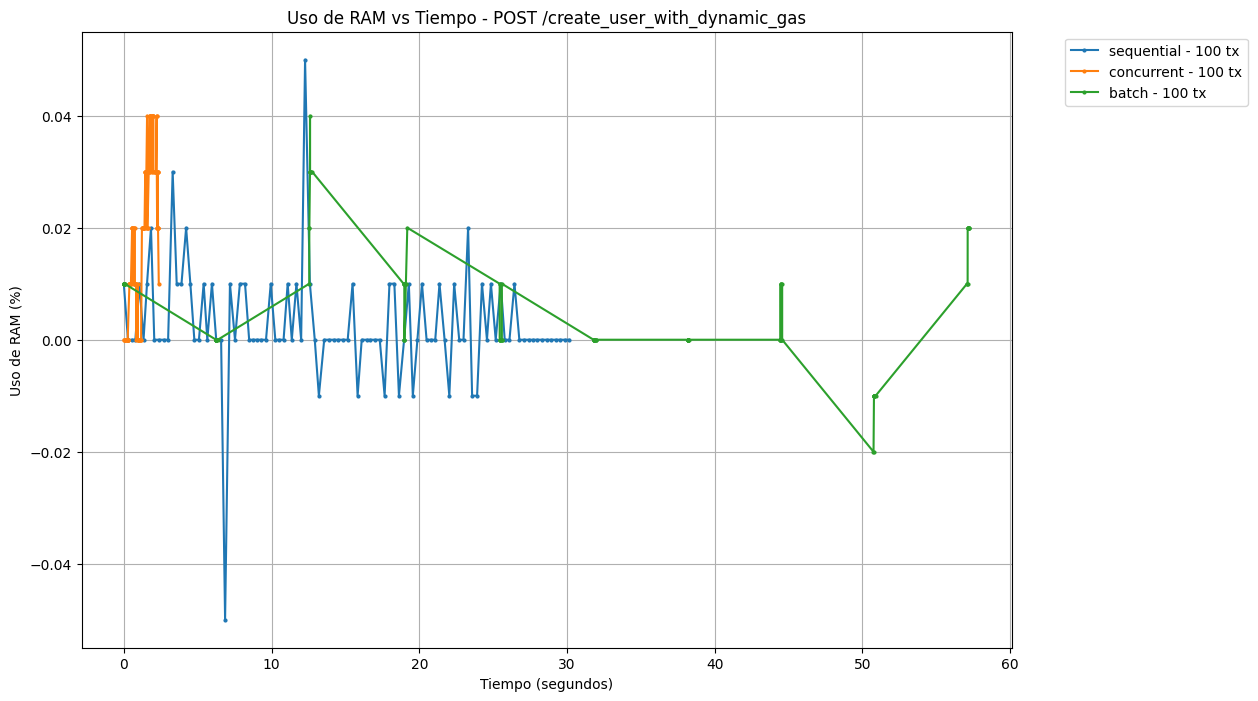 Uso de RAM vs Tiempo - POST /create_user_with_dynamic_gas
sequential - 100 tx
concurrent - 100 tx
batch - 100 tx
Uso de RAM (%)
0.04
0.02
0.00
−0.02
−0.04
0 10 20 30 40 50 60
Tiempo (segundos)